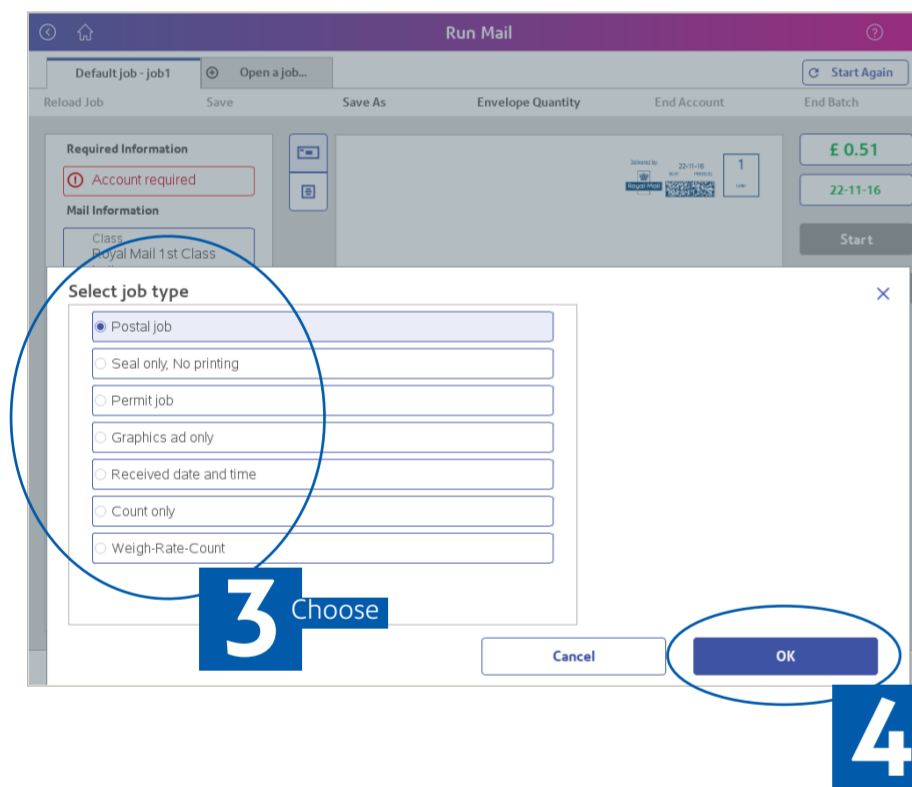 Run Mail
Default job - job1
Open a job...
Start Again
Reload Job
Save
Save As
Envelope Quantity
End Account
End Batch
Required Information
Account required
Mail Information
Class
Royal Mail 1st Class
Delivered by
Royal Mail
22-11-16
1
£ 0.51
22-11-16
Start
Select job type
Postal job
Seal only, No printing
Permit job
Graphics ad only
Received date and time
Count only
Weigh-Rate-Count
3 Choose
Cancel
OK
4